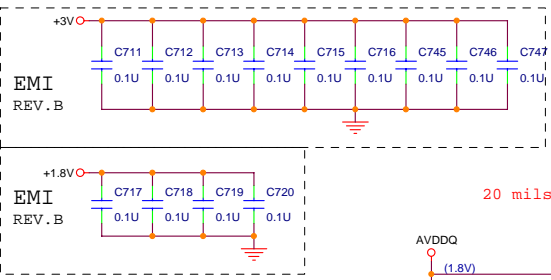 +3V
C711 C712 C713 C714 C715 C716 C745 C746 C747
0.1U 0.1U 0.1U 0.1U 0.1U 0.1U 0.1U 0.1U 0.1U
EMI
REV.B
+1.8V
C717 C718 C719 C720
0.1U 0.1U 0.1U 0.1U
EMI
REV.B
20 mils
AVDDQ
(1.8V)